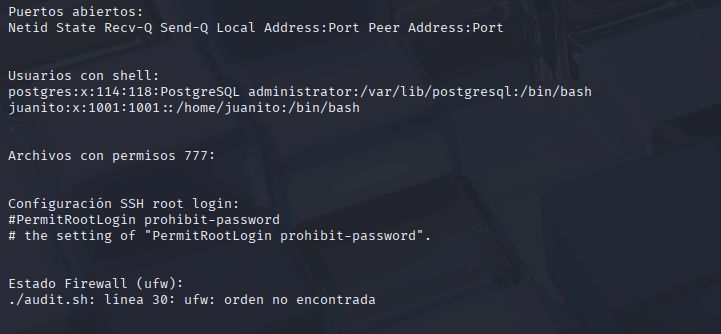 Puertos abiertos:
Netid State Recv-Q Send-Q Local Address:Port Peer Address:Port
Usuarios con shell:
postgres:x:114:118:PostgreSQL administrator:/var/lib/postgresql:/bin/bash
juanito:x:1001:1001::/home/juanito:/bin/bash
Archivos con permisos 777:
Configuración SSH root login:
#PermitRootLogin prohibit-password
# the setting of "PermitRootLogin prohibit-password".
Estado Firewall (ufw):
./audit.sh: línea 30: ufw: orden no encontrada